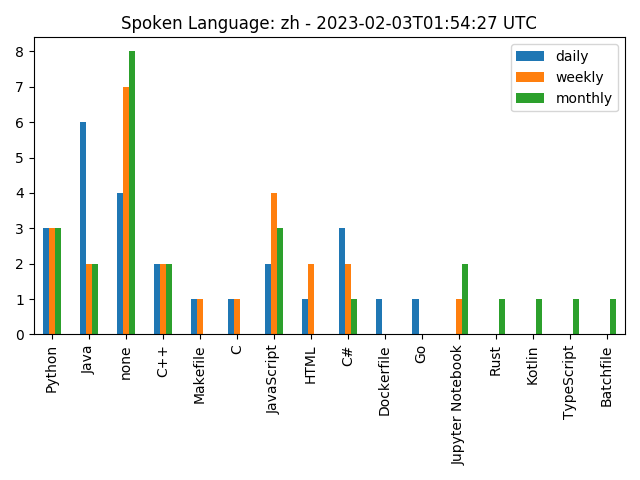 Spoken Language: zh - 2023-02-03T01:54:27 UTC
daily
weekly
monthly
8
7
6
5
4
3
2
1
0
Python
Java
none
C++
Makefile
C
JavaScript
HTML
C#
Dockerfile
Go
Jupyter Notebook
Rust
Kotlin
TypeScript
Batchfile